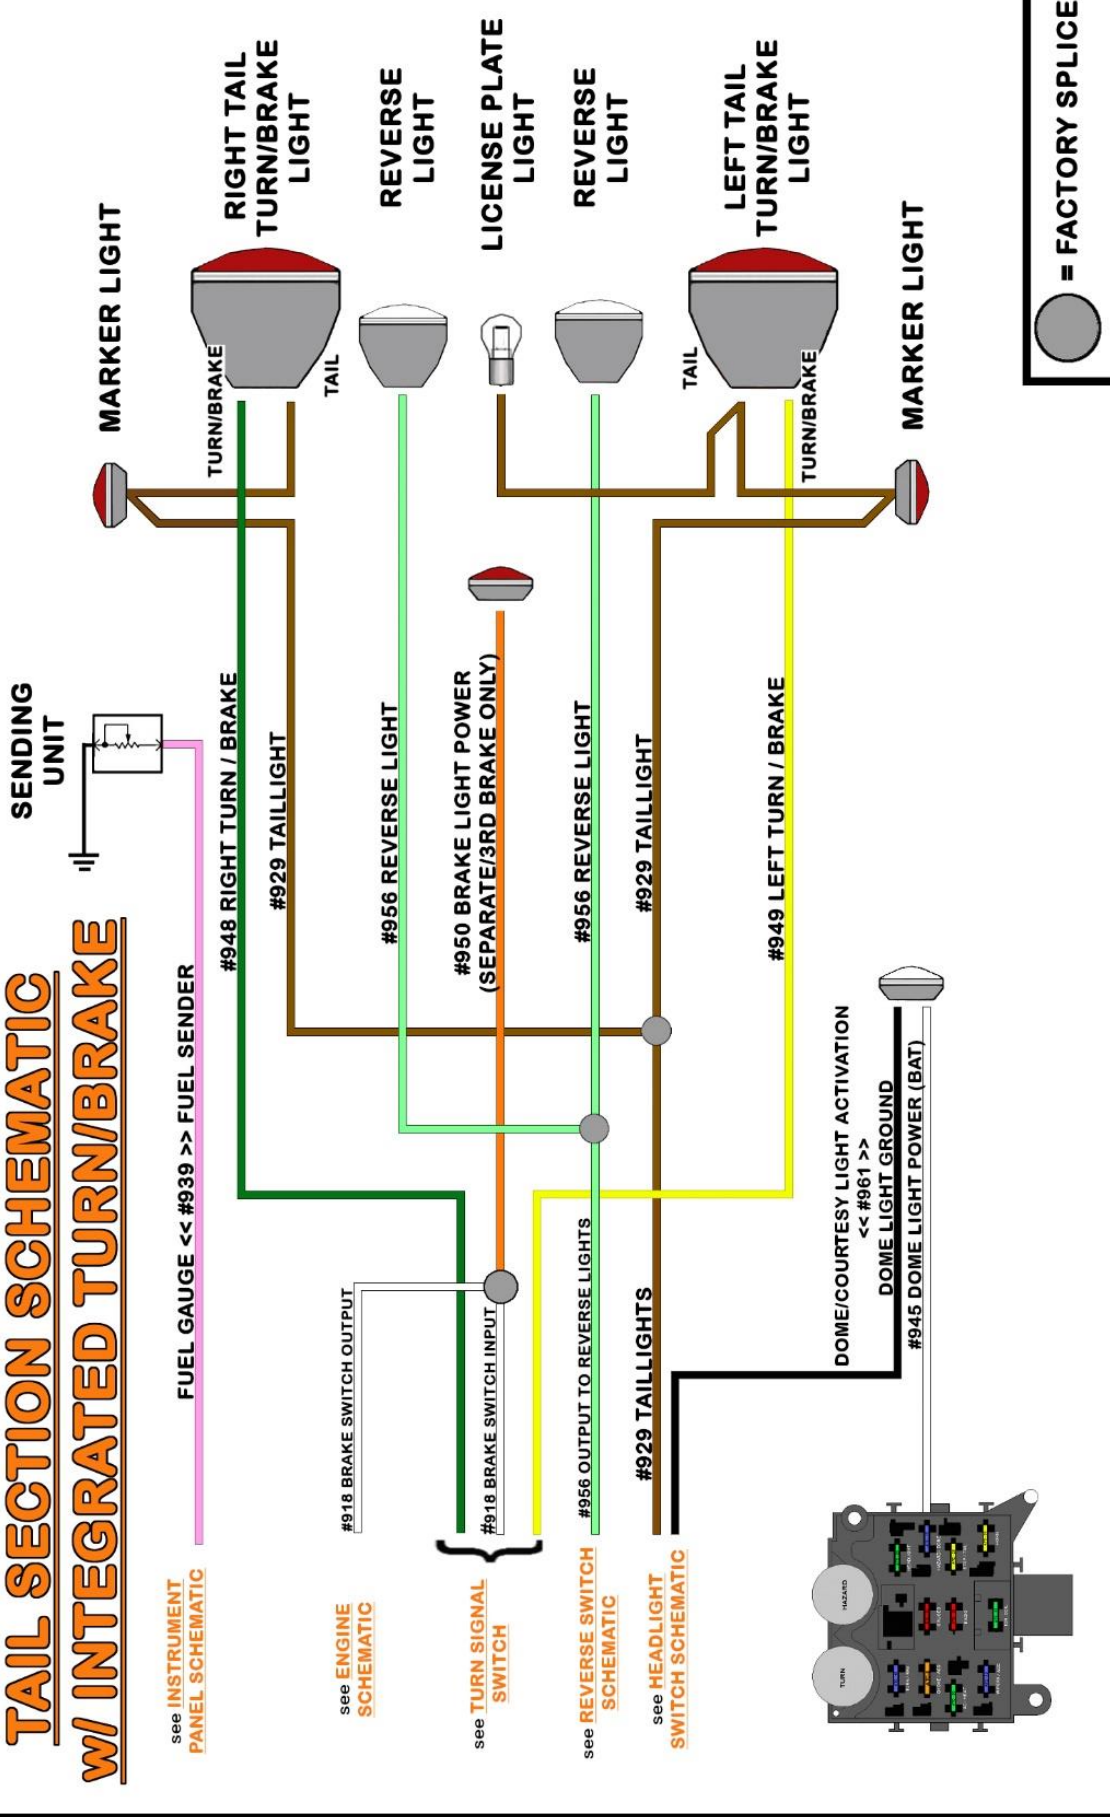 TAIL SECTION SCHEMATIC
w/ INTEGRATED TURN/BRAKE
SENDING
UNIT
MARKER LIGHT
RIGHT TAIL
TURN/BRAKE
LIGHT
REVERSE
LIGHT
LICENSE PLATE
LIGHT
REVERSE
LIGHT
LEFT TAIL
TURN/BRAKE
LIGHT
MARKER LIGHT
= FACTORY SPLICE
TURN/BRAKE
TAIL
TAIL
TURN/BRAKE
FUEL GAUGE << #939 >> FUEL SENDER
#948 RIGHT TURN / BRAKE
#929 TAILLIGHT
#956 REVERSE LIGHT
#950 BRAKE LIGHT POWER
(SEPARATE/3RD BRAKE ONLY)
#956 REVERSE LIGHT
#929 TAILLIGHT
#949 LEFT TURN / BRAKE
#918 BRAKE SWITCH OUTPUT
#918 BRAKE SWITCH INPUT
#956 OUTPUT TO REVERSE LIGHTS
#929 TAILLIGHTS
DOME/COURTESY LIGHT ACTIVATION
<< #961 >>
DOME LIGHT GROUND
#945 DOME LIGHT POWER (BAT)
see INSTRUMENT
PANEL SCHEMATIC
see ENGINE
SCHEMATIC
see TURN SIGNAL
SWITCH
see REVERSE SWITCH
SCHEMATIC
see HEADLIGHT
SWITCH SCHEMATIC
TURN
HAZARD